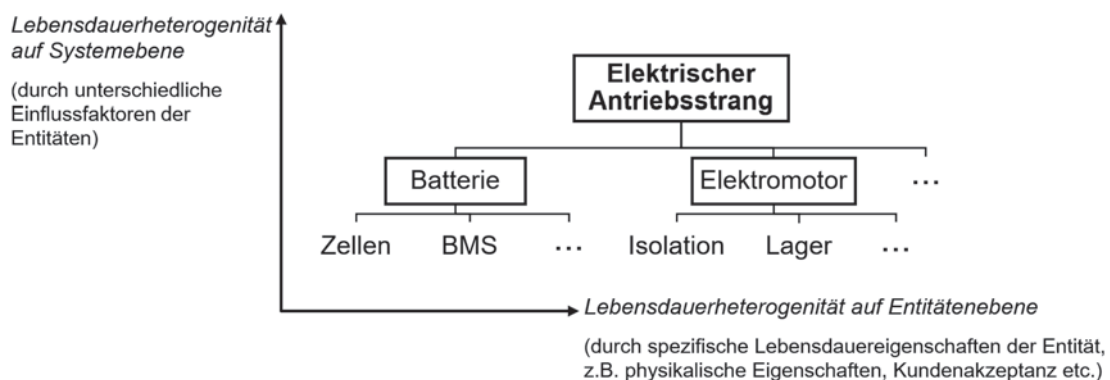 Lebensdauerheterogenität
auf Systemebene
(durch unterschiedliche
Einflussfaktoren der
Entitäten)
Elektrischer
Antriebsstrang
Batterie
Elektromotor
...
Zellen
BMS
...
Isolation
Lager
...
Lebensdauerheterogenität auf Entitätenebene
(durch spezifische Lebensdauereigenschaften der Entität,
z.B. physikalische Eigenschaften, Kundenakzeptanz etc.)